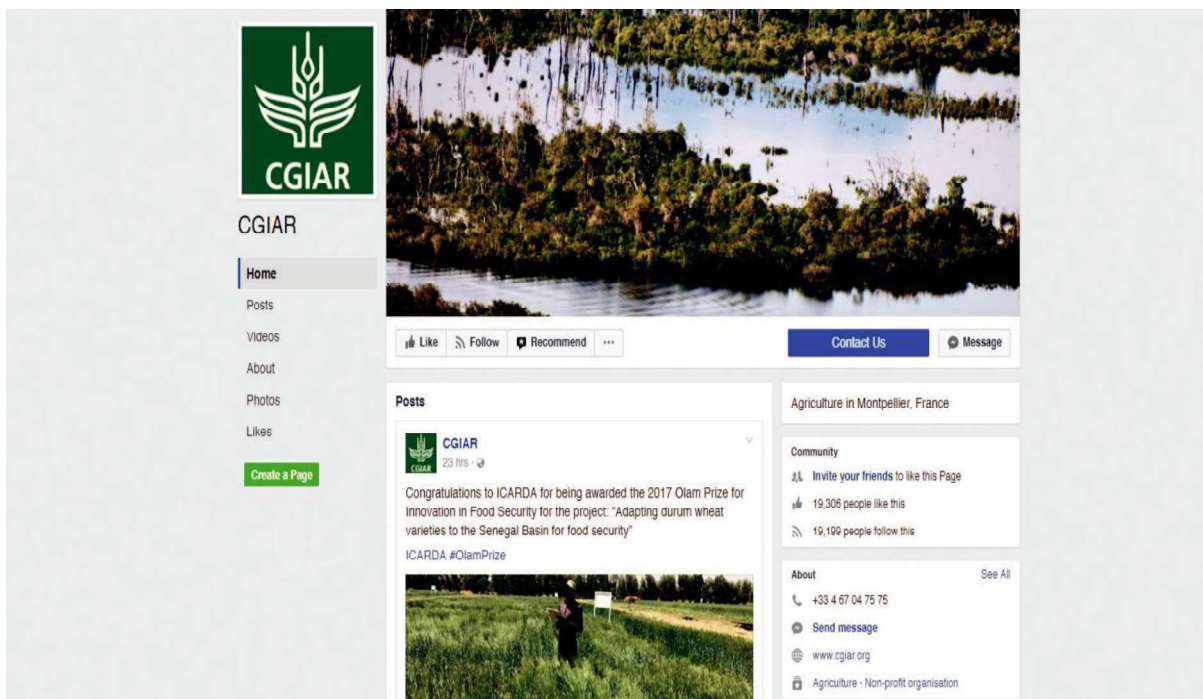 CGIAR
CGIAR
Home
Posts
Videos
About
Photos
Likes
Create a Page
Like Follow Recommend ...
Contact Us Message
Posts
CGIAR
23 hrs ·
Congratulations to ICARDA for being awarded the 2017 Olam Prize for
Innovation in Food Security for the project: “Adapting durum wheat
varieties to the Senegal Basin for food security”
ICARDA #OlamPrize
CGIAR
Agriculture in Montpellier, France
Community
Invite your friends to like this Page
19,306 people like this
19,199 people follow this
About See All
+33 4 67 04 75 75
Send message
www.cgiar.org
Agriculture · Non-profit organisation